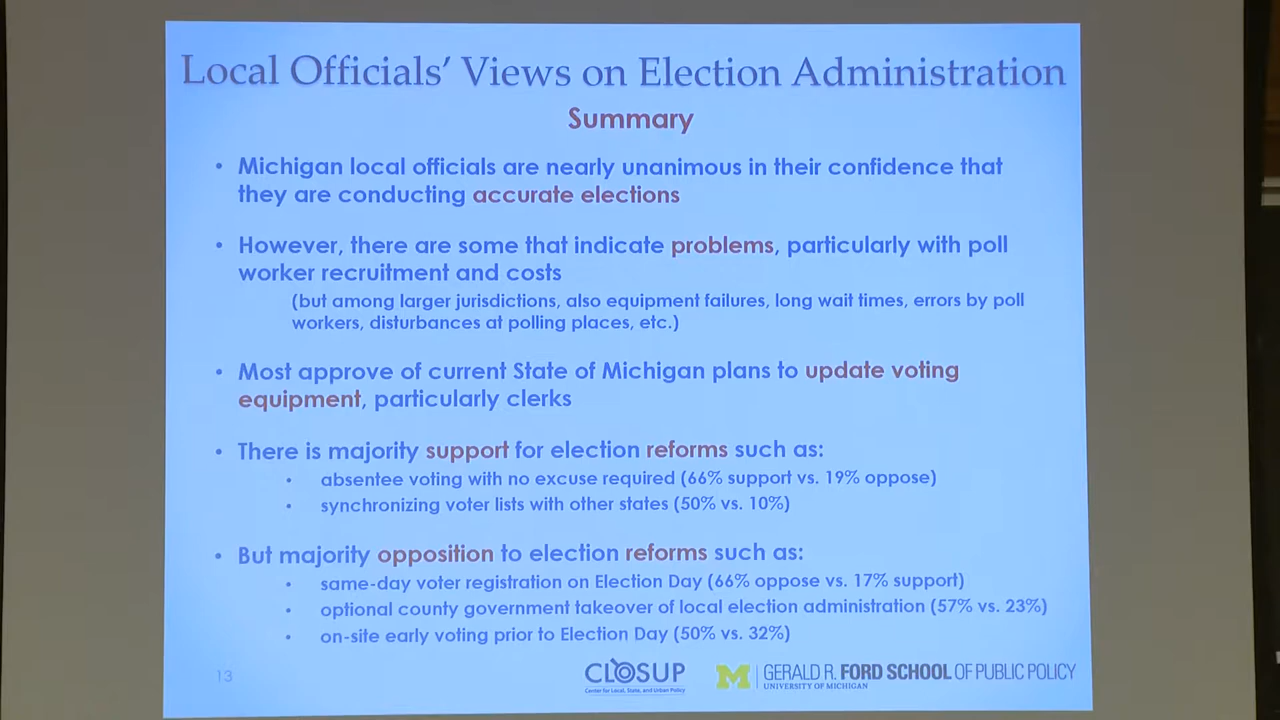 Local Officials' Views on Election Administration
Summary
• Michigan local officials are nearly unanimous in their confidence that
they are conducting accurate elections
• However, there are some that indicate problems, particularly with poll
worker recruitment and costs
(but among larger jurisdictions, also equipment failures, long wait times, errors by poll
workers, disturbances at polling places, etc.)
• Most approve of current State of Michigan plans to update voting
equipment, particularly clerks
• There is majority support for election reforms such as:
• absentee voting with no excuse required (66% support vs. 19% oppose)
• synchronizing voter lists with other states (50% vs. 10%)
• But majority opposition to election reforms such as:
• same-day voter registration on Election Day (66% oppose vs. 17% support)
• optional county government takeover of local election administration (57% vs. 23%)
• on-site early voting prior to Election Day (50% vs. 32%)
13
CLOSUP
Center for Local, State, and Urban Policy
M
GERALD R. FORD SCHOOL OF PUBLIC POLICY
UNIVERSITY OF MICHIGAN